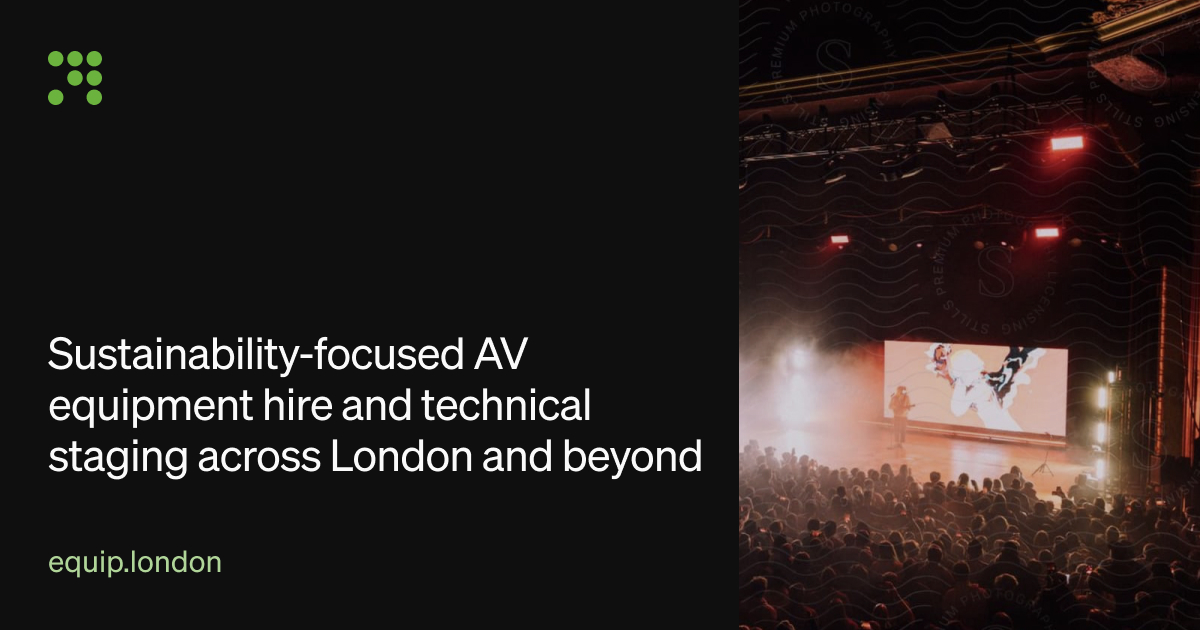 Sustainability-focused AV
equipment hire and technical
staging across London and beyond
equip.london
PREMIUM PHOTOGRAPHY
LICENSING STILLS
S
PREMIUM PHOTOGRAPHY
LICENSING STILLS
S